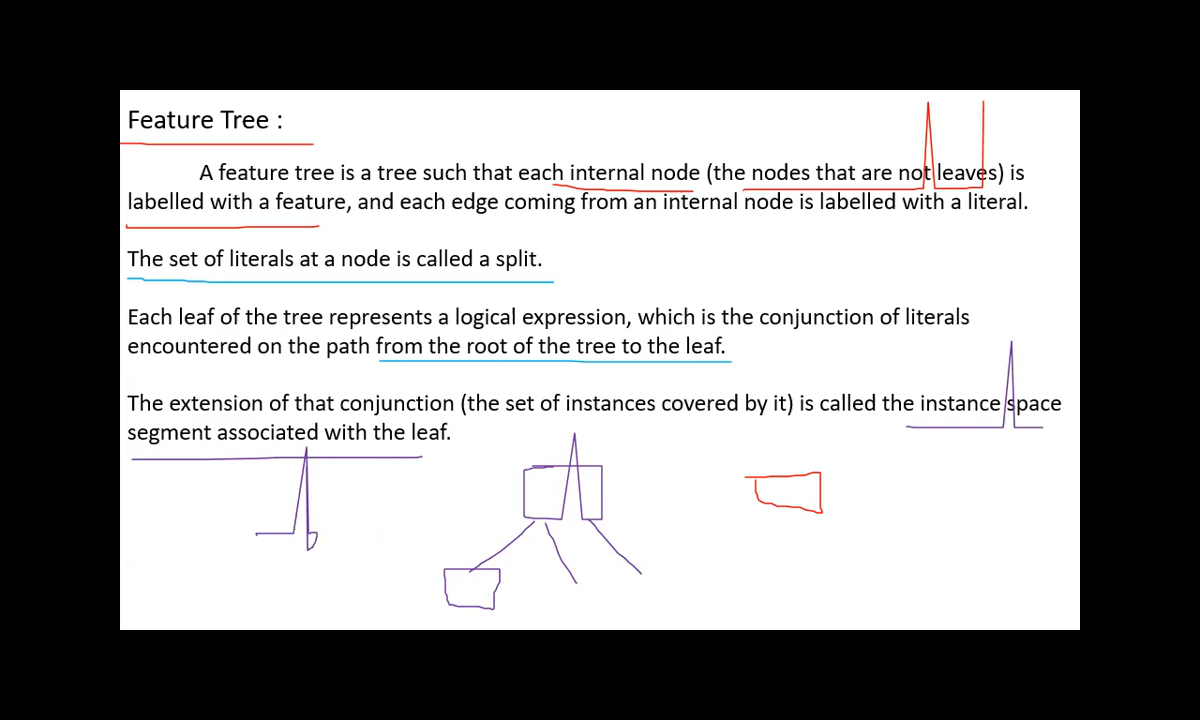 Feature Tree :
A feature tree is a tree such that each internal node (the nodes that are not leaves) is
labelled with a feature, and each edge coming from an internal node is labelled with a literal.
The set of literals at a node is called a split.
Each leaf of the tree represents a logical expression, which is the conjunction of literals
encountered on the path from the root of the tree to the leaf.
The extension of that conjunction (the set of instances covered by it) is called the instance space
segment associated with the leaf.